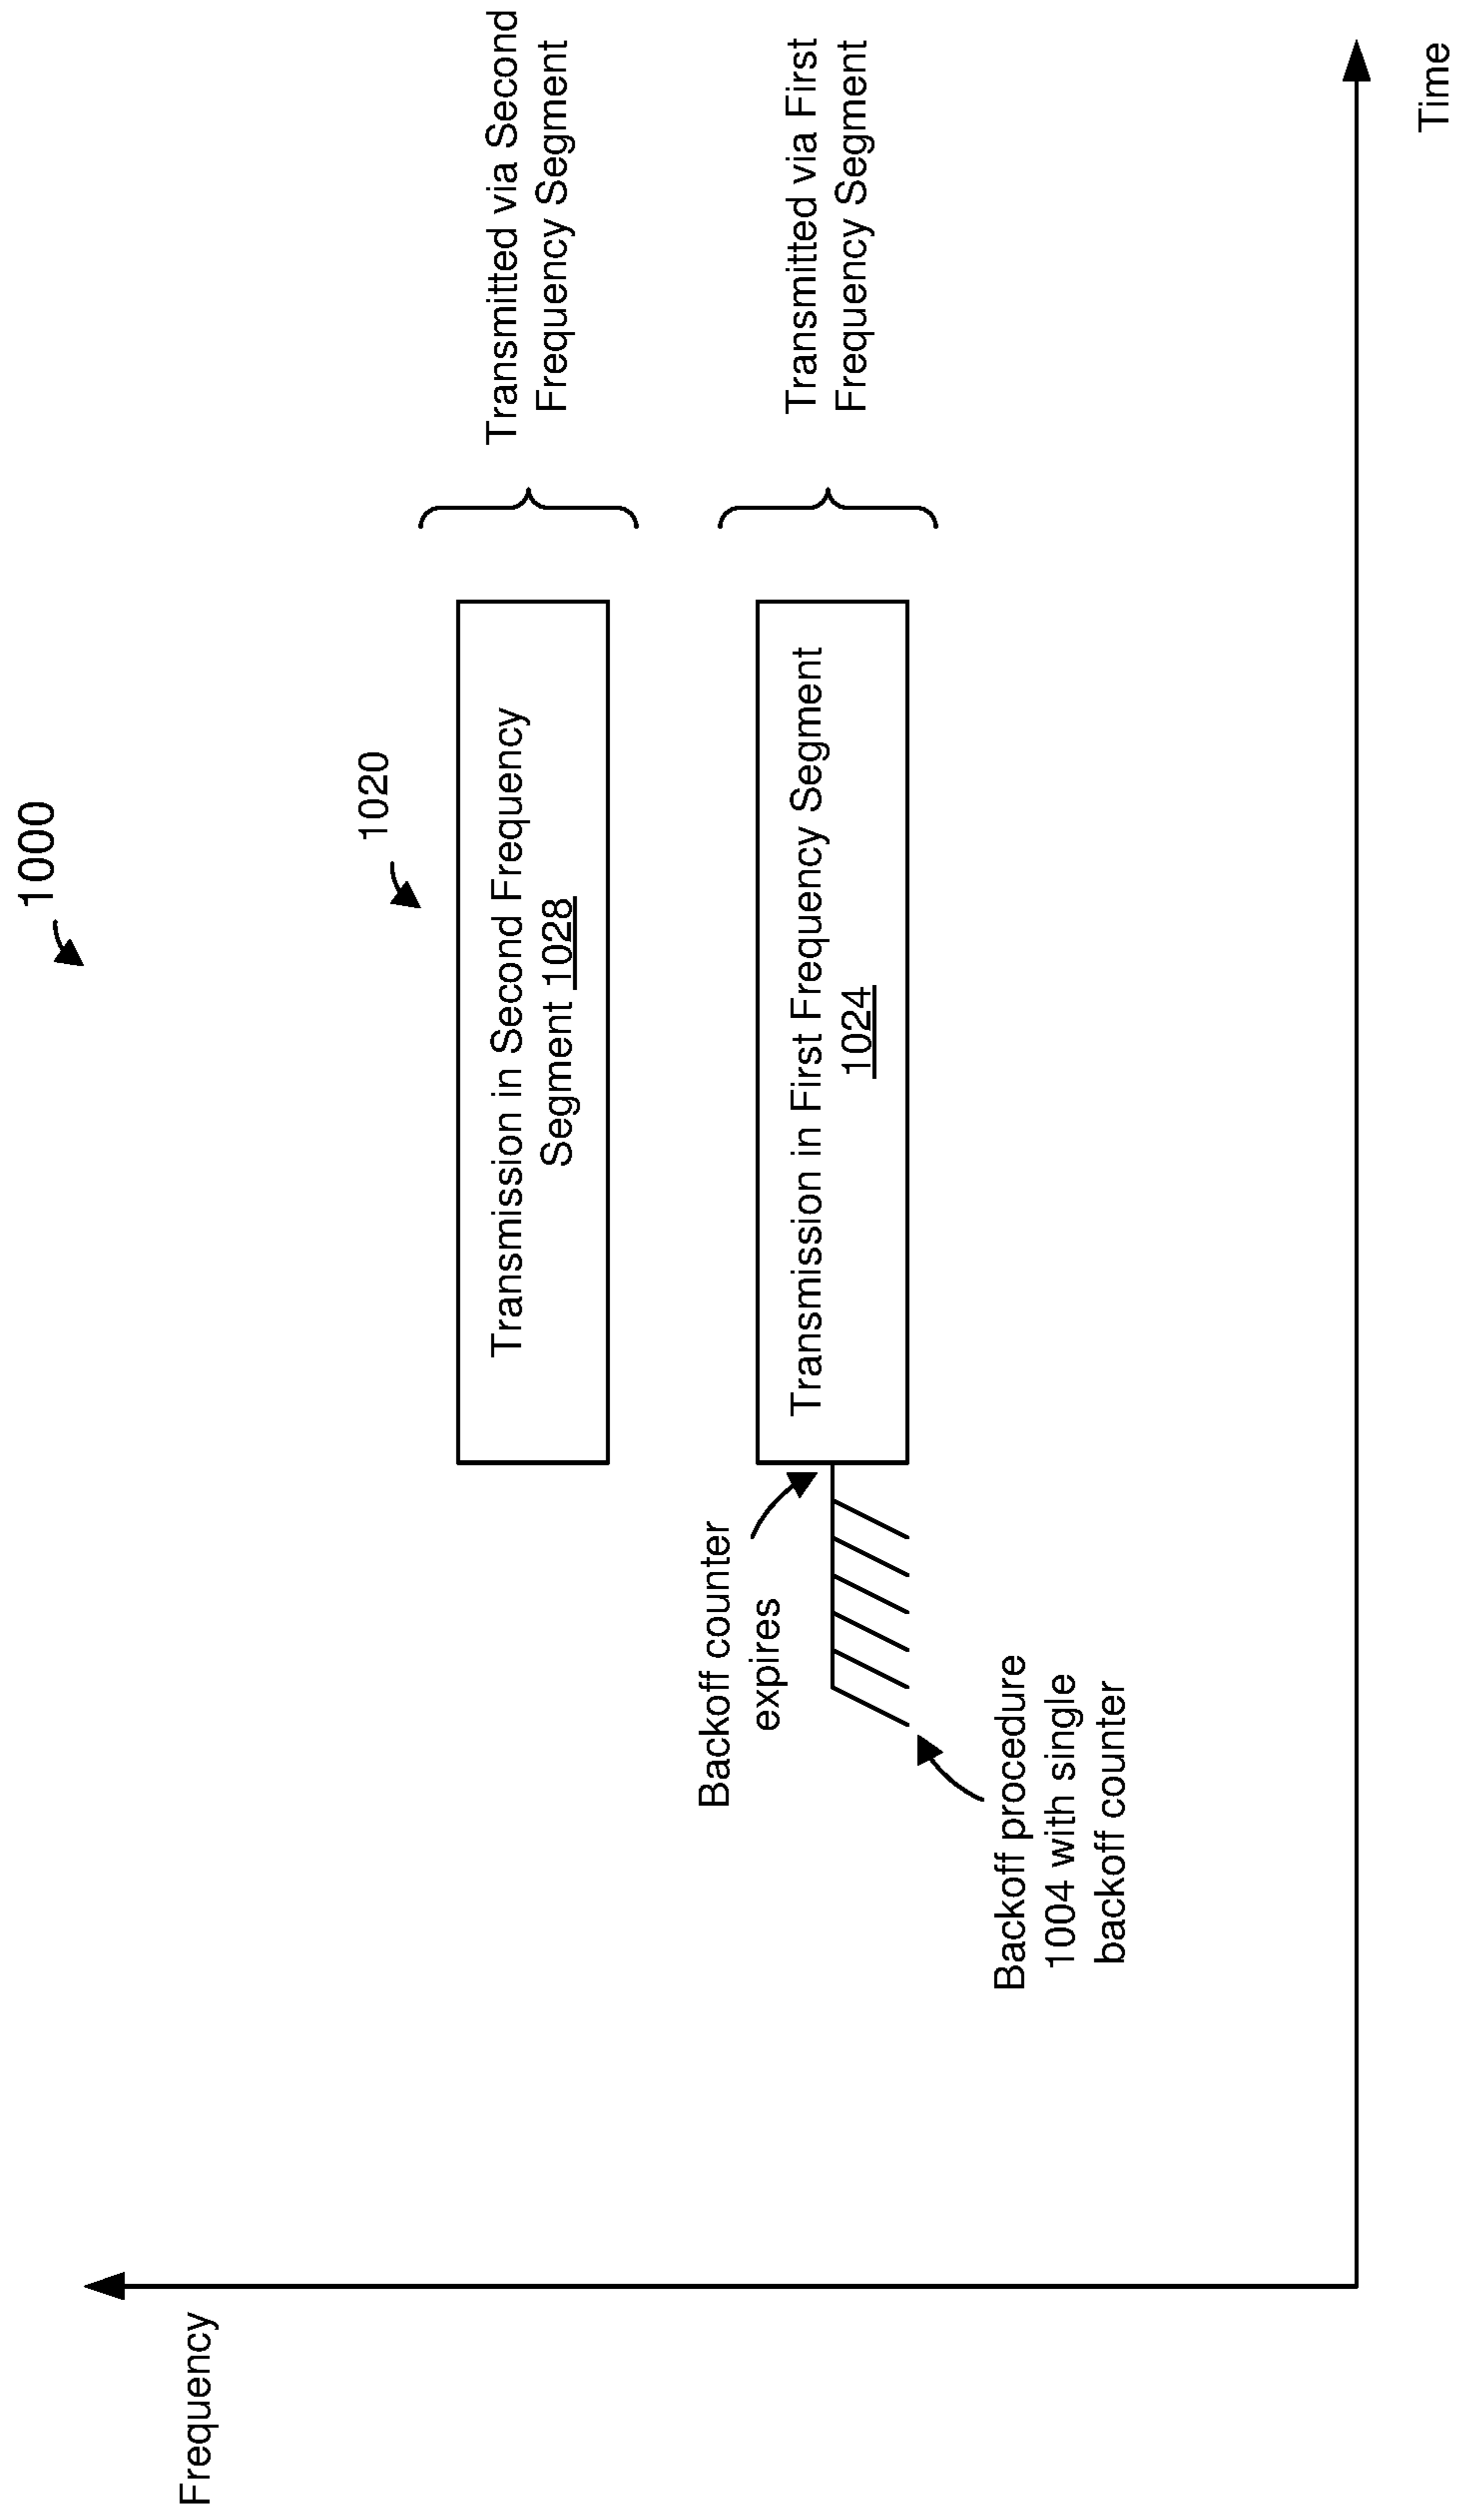 1000
Frequency
1020
Transmission in Second Frequency
Segment 1028
Transmitted via Second
Frequency Segment
Backoff counter
expires
Transmission in First Frequency Segment
1024
Transmitted via First
Frequency Segment
Backoff procedure
1004 with single
backoff counter
Time